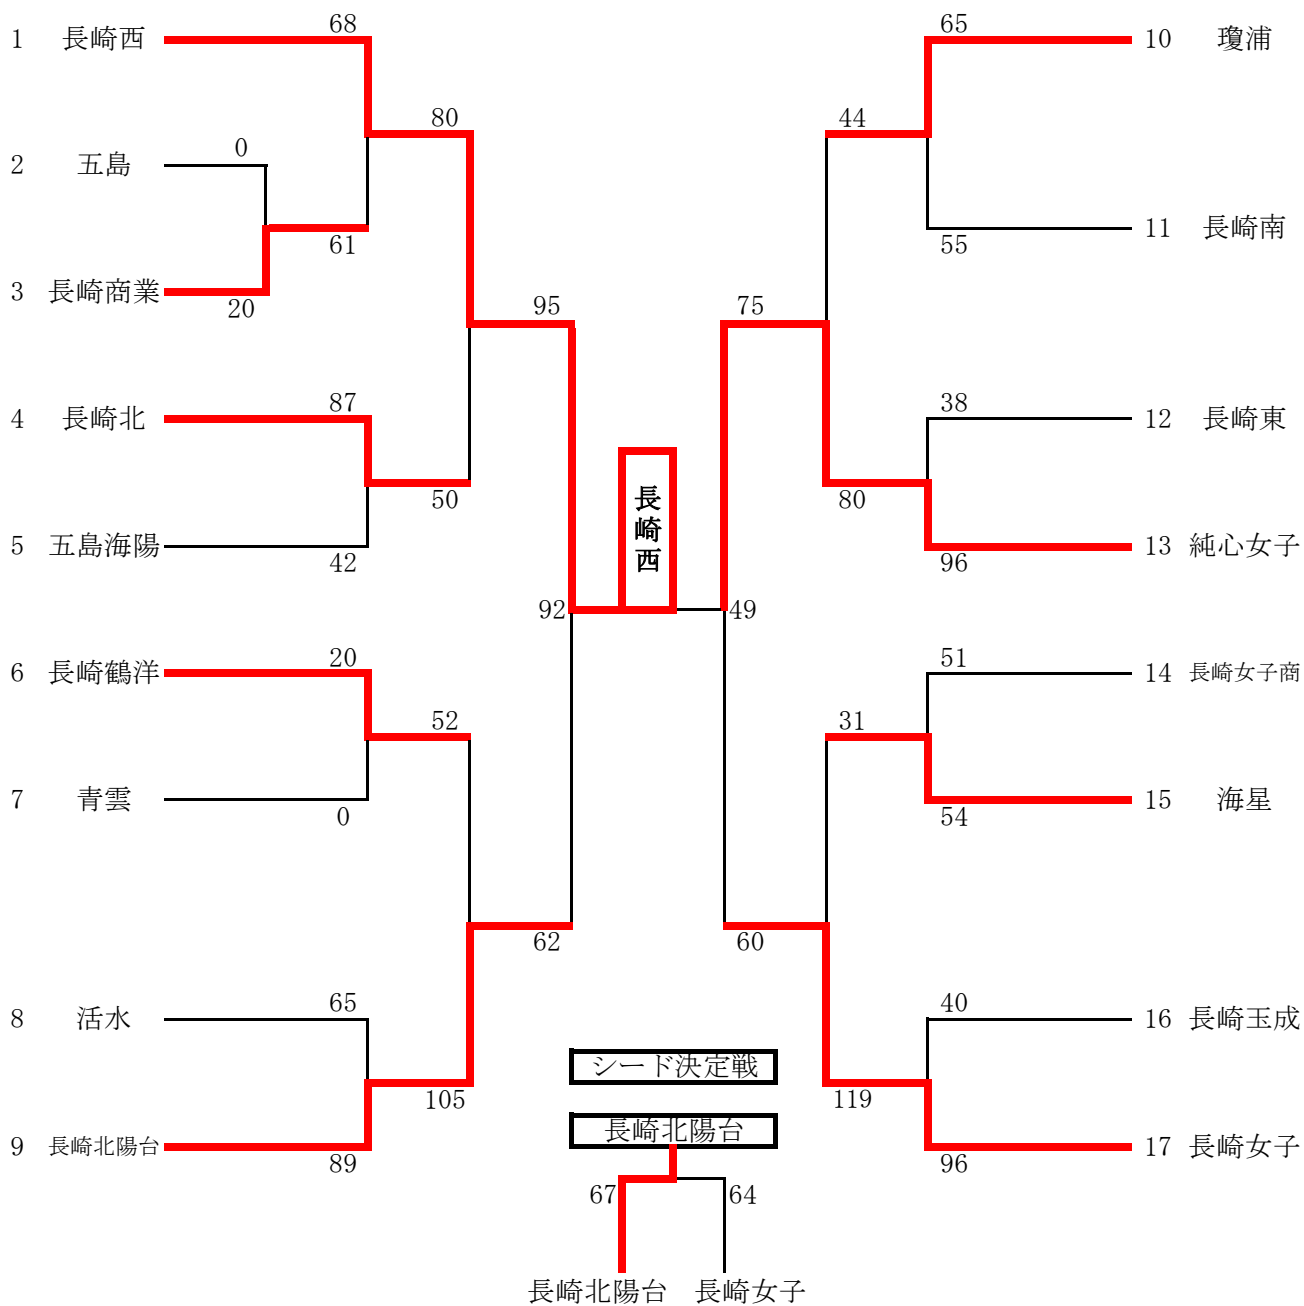 68
1 長崎西
80
0
2 五島
61
3 長崎商業
20
95
87
4 長崎北
50
5 五島海陽
42
92
20
6 長崎鶴洋
52
7 青雲
0
62
65
8 活水
105
9 長崎北陽台
89
長崎西
65
10 瓊浦
44
11 長崎南
55
75
38
12 長崎東
80
13 純心女子
96
49
51
14 長崎女子商
31
15 海星
54
60
40
16 長崎玉成
119
17 長崎女子
96
シード決定戦
長崎北陽台
67 64
長崎北陽台 長崎女子